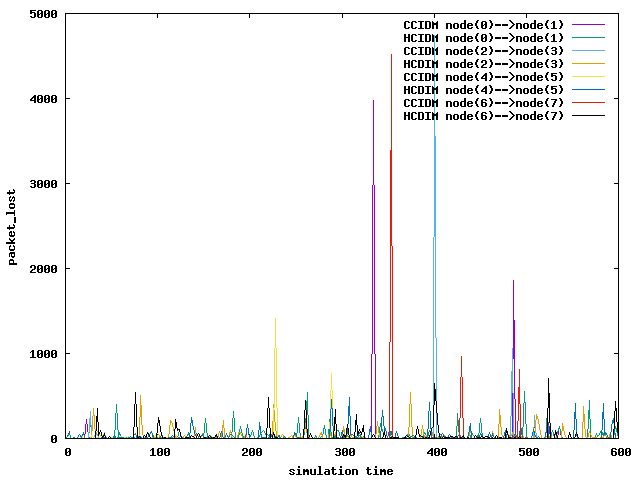 5000
CCIDM node(0)-->node(1)
HCIDM node(0)-->node(1)
CCIDM node(2)-->node(3)
HCDIM node(2)-->node(3)
CCIDM node(4)-->node(5)
HCDIM node(4)-->node(5)
CCIDM node(6)-->node(7)
HCDIM node(6)-->node(7)
4000
3000
packet_lost
2000
1000
0
0 100 200 300 400 500 600
simulation time